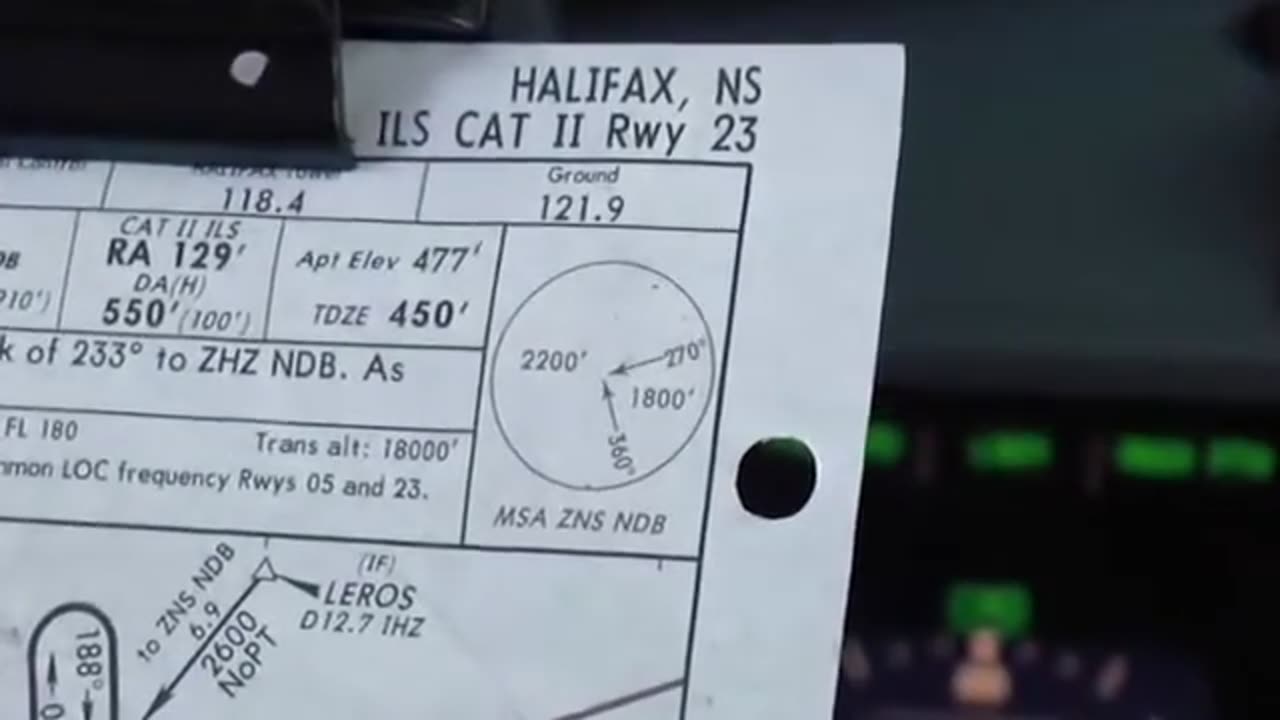 HALIFAX, NS
ILS CAT II Rwy 23
HALIFAX Tower
118.4
Ground
121.9
CAT II ILS
RA 129'
DA(H)
550' (100')
Apt Elev 477'
TDZE 450'
k of 233° to ZHZ NDB. As
FL 180
Trans alt: 18000'
mmon LOC frequency Rwys 05 and 23.
2200'
270°
1800'
360°
MSA ZNS NDB
to ZNS NDB
6.9
2600
NoPT
(IF)
LEROS
D12.7 IHZ
188°